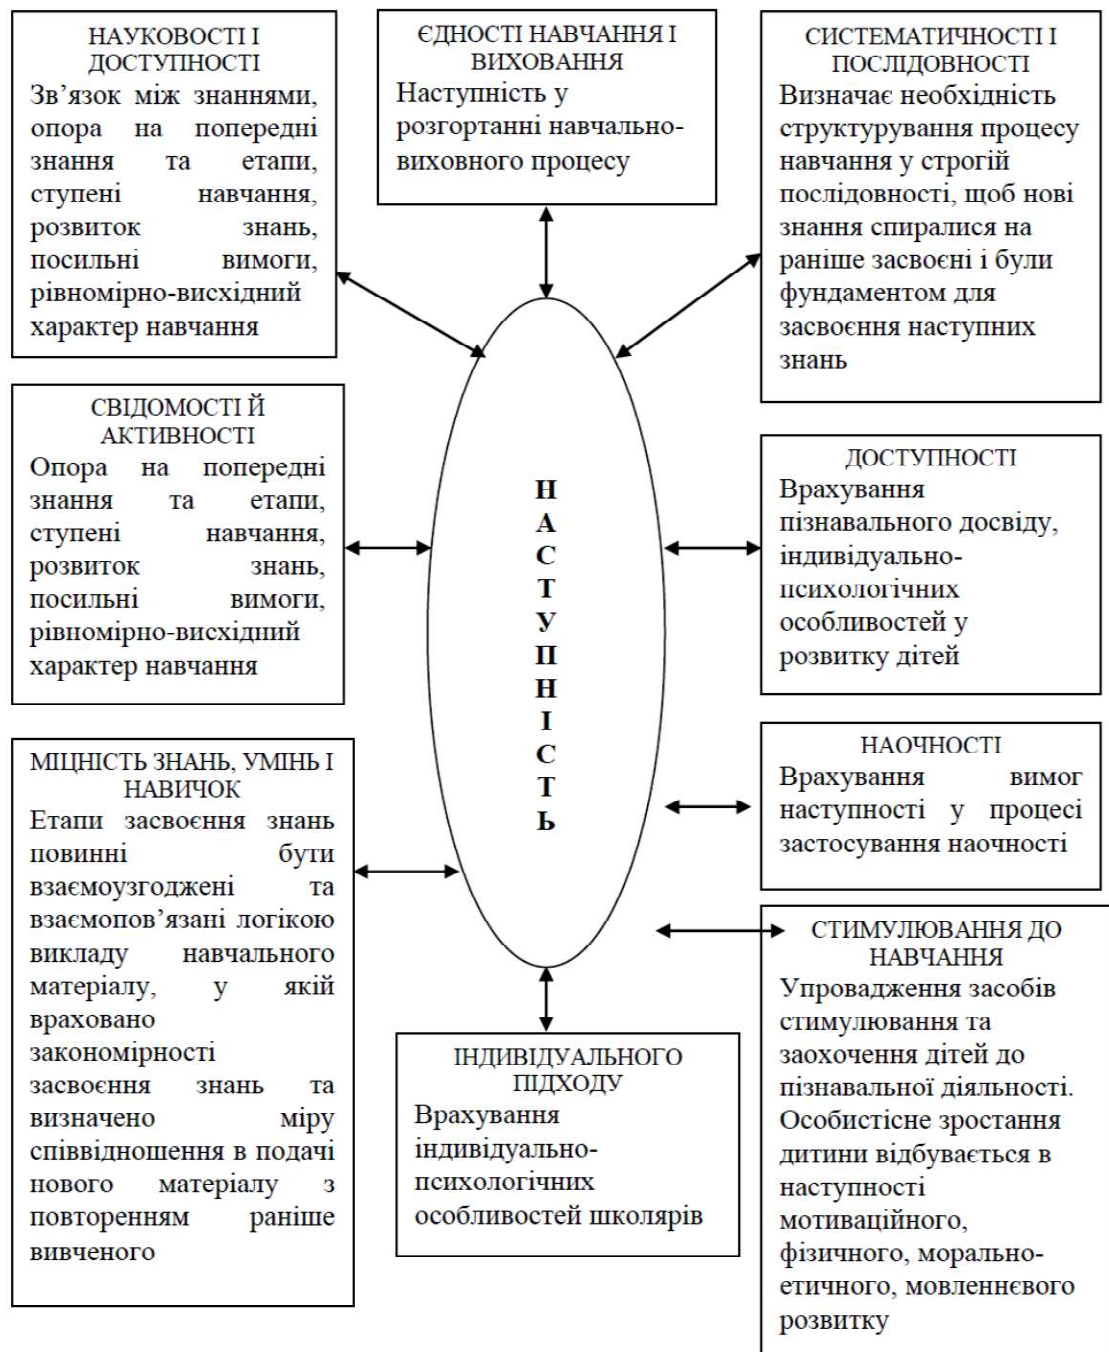 НАУКОВОСТІ І
ДОСТУПНОСТІ
Зв’язок між знаннями,
опора на попередні
знання та етапи,
ступені навчання,
розвиток знань,
посильні вимоги,
рівномірно-висхідний
характер навчання
ЄДНОСТІ НАВЧАННЯ І
ВИХОВАННЯ
Наступність у
розгортанні навчально-
виховного процесу
СИСТЕМАТИЧНОСТІ І
ПОСЛІДОВНОСТІ
Визначає необхідність
структурування процесу
навчання у строгій
послідовності, щоб нові
знання спиралися на
раніше засвоєні і були
фундаментом для
засвоєння наступних
знань
СВІДОМОСТІ Й
АКТИВНОСТІ
Опора на попередні
знання та етапи,
ступені навчання,
розвиток знань,
посильні вимоги,
рівномірно-висхідний
характер навчання
Н
А
С
Т
У
П
Н
І
С
Т
Ь
ДОСТУПНОСТІ
Врахування
пізнавального досвіду,
індивідуально-
психологічних
особливостей у
розвитку дітей
МІЦНІСТЬ ЗНАНЬ, УМІНЬ І
НАВИЧОК
Етапи засвоєння знань
повинні бути
взаємоузгоджені та
взаємопов’язані логікою
викладу навчального
матеріалу, у якій
враховано
закономірності
засвоєння знань та
визначено міру
співвідношення в подачі
нового матеріалу з
повторенням раніше
вивченого
НАОЧНОСТІ
Врахування вимог
наступності у процесі
застосування наочності
ІНДИВІДУАЛЬНОГО
ПІДХОДУ
Врахування
індивідуально-
психологічних
особливостей школярів
СТИМУЛЮВАННЯ ДО
НАВЧАННЯ
Упровадження засобів
стимулювання та
заохочення дітей до
пізнавальної діяльності.
Особистісне зростання
дитини відбувається в
наступності
мотиваційного,
фізичного, морально-
етичного, мовленнєвого
розвитку